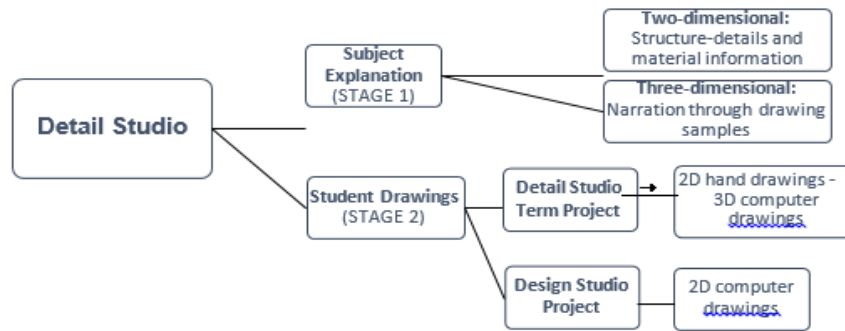 Detail Studio
Subject
Explanation
(STAGE 1)
Two-dimensional:
Structure-details and
material information
Three-dimensional:
Narration through drawing
samples
Student Drawings
(STAGE 2)
Detail Studio
Term Project
2D hand drawings -
3D computer
drawings
Design Studio
Project
2D computer
drawings